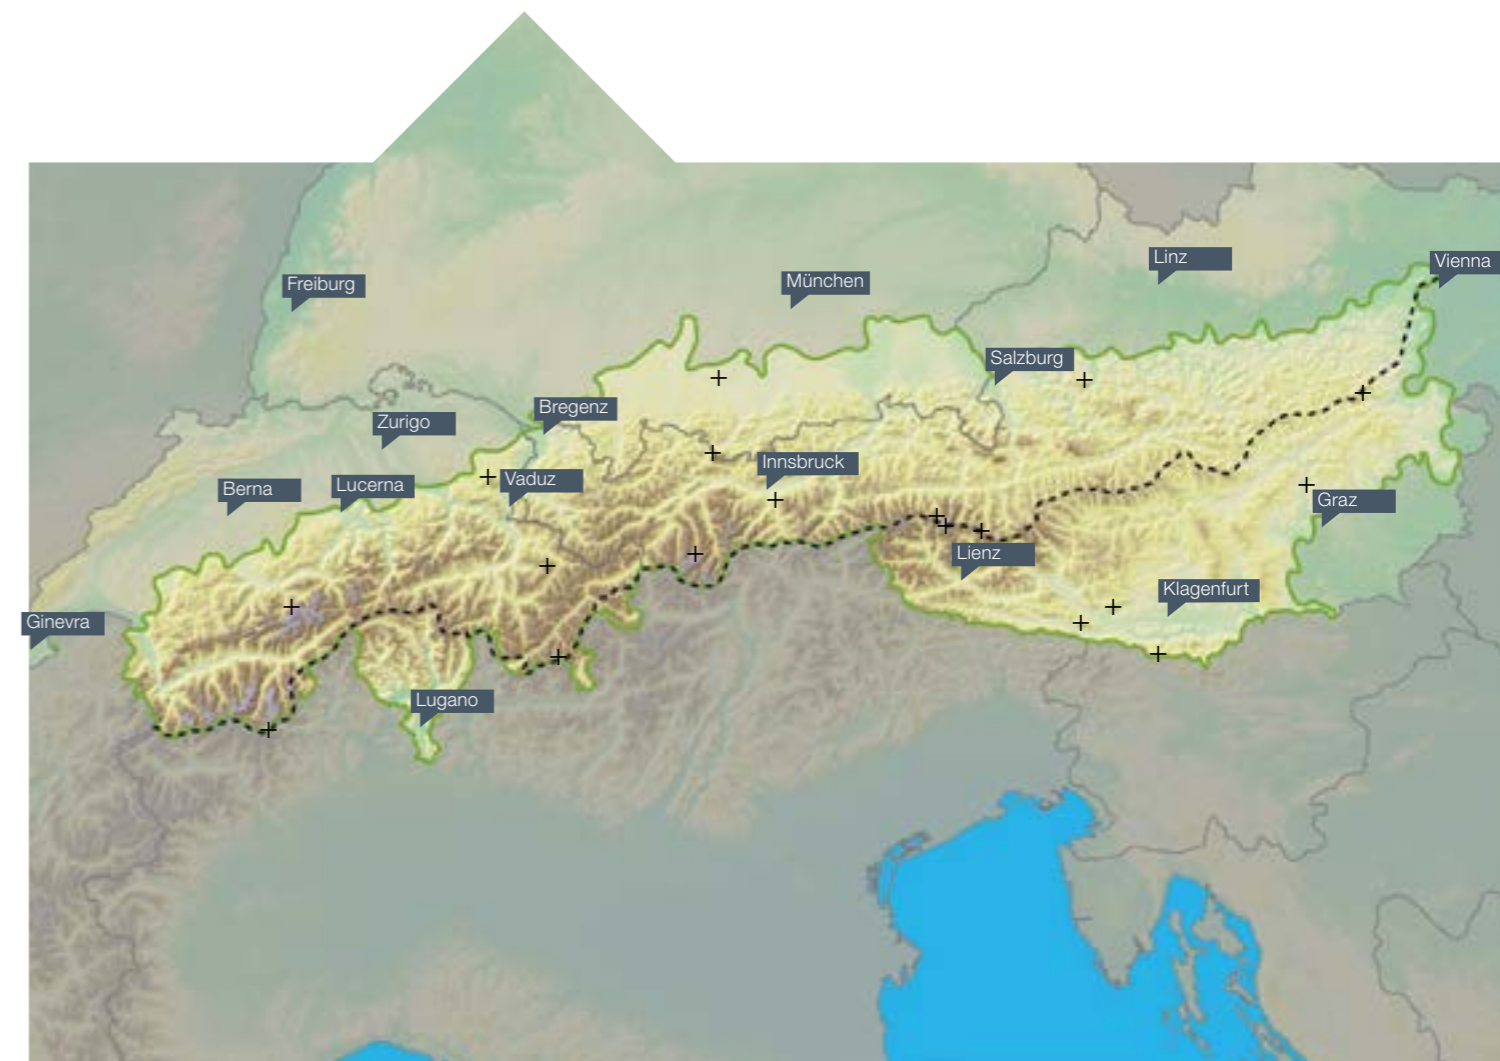 Linz
Vienna
Freiburg
München
Salzburg
Bregenz
Zurigo
Innsbruck
Vaduz
Lucerna
Berna
Graz
Lienz
Klagenfurt
Ginevra
Lugano